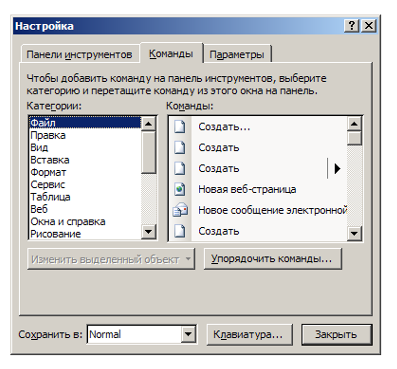 Настройка
Панели инструментов Команды Параметры
Чтобы добавить команду на панель инструментов, выберите
категорию и перетащите команду из этого окна на панель.
Категории: Команды:
Файл
Правка
Вид
Вставка
Формат
Сервис
Таблица
Веб
Окна и справка
Рисование
Создать...
Создать
Создать
Новая веб-страница
Новое сообщение электронной
Создать
Изменить выделенный объект Упорядочить команды...
Сохранить в: Normal Клавиатура... Закрыть